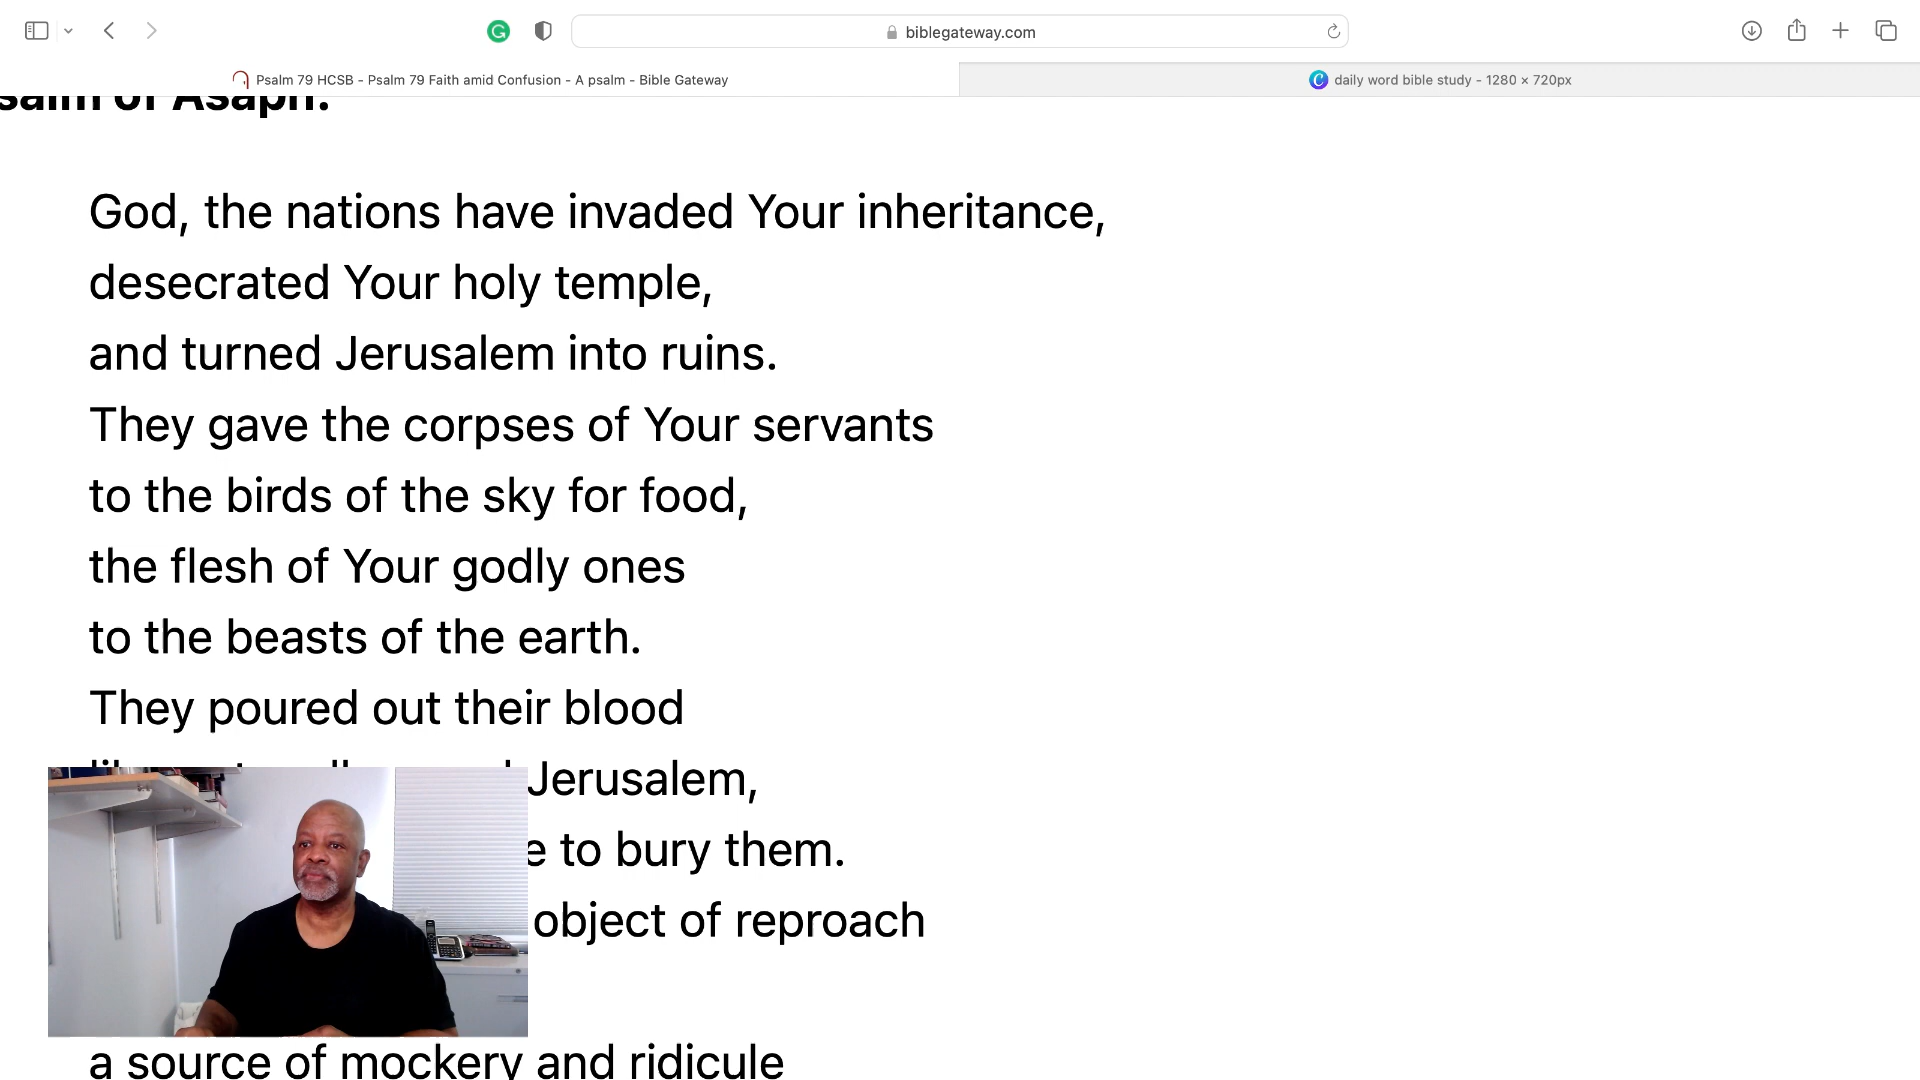 biblegateway.com
Psalm 79 HCSB - Psalm 79 Faith amid Confusion - A psalm - Bible Gateway
daily word bible study - 1280 × 720px
of Asaph.
God, the nations have invaded Your inheritance,
desecrated Your holy temple,
and turned Jerusalem into ruins.
They gave the corpses of Your servants
to the birds of the sky for food,
the flesh of Your godly ones
to the beasts of the earth.
They poured out their blood
Jerusalem,
to bury them.
object of reproach
a source of mockery and ridicule